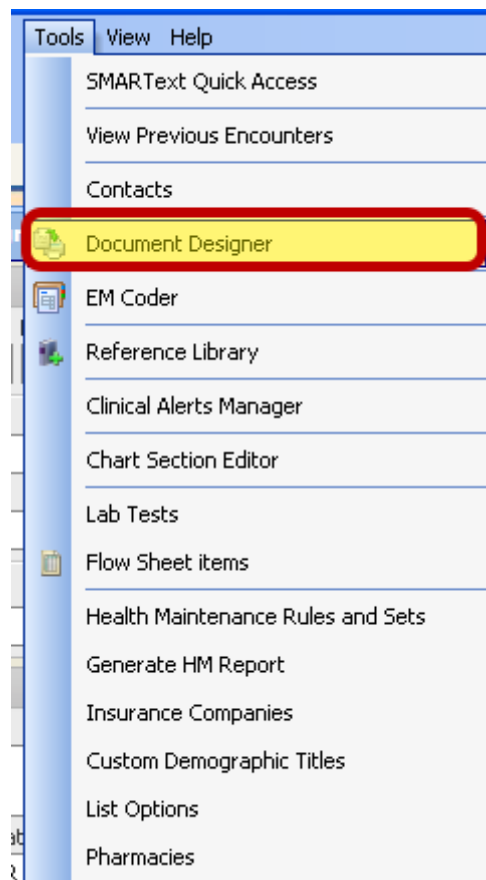 Tools View Help
SMARText Quick Access
View Previous Encounters
Contacts
Document Designer
EM Coder
Reference Library
Clinical Alerts Manager
Chart Section Editor
Lab Tests
Flow Sheet items
Health Maintenance Rules and Sets
Generate HM Report
Insurance Companies
Custom Demographic Titles
List Options
Pharmacies